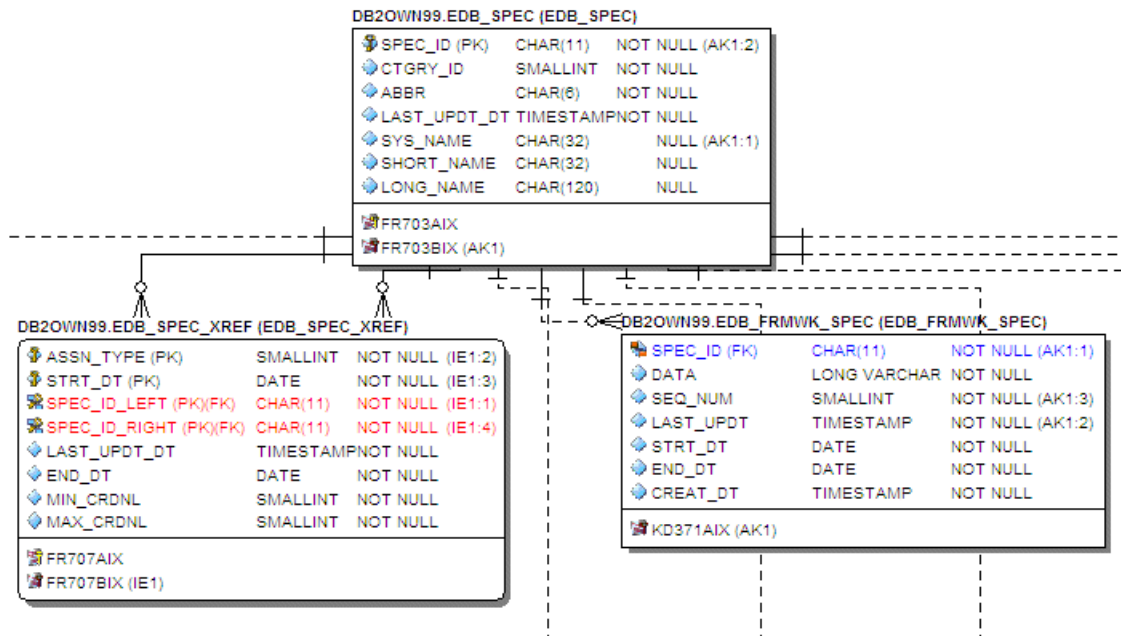 DB2OWN99.EDB_SPEC (EDB_SPEC)
SPEC_ID (PK) CHAR(11) NOT NULL (AK1:2)
CTGRY_ID SMALLINT NOT NULL
ABBR CHAR(6) NOT NULL
LAST_UPDT_DT TIMESTAMPNOT NULL
SYS_NAME CHAR(32) NULL (AK1:1)
SHORT_NAME CHAR(32) NULL
LONG_NAME CHAR(120) NULL
FR703AIX
FR703BIX (AK1)
DB2OWN99.EDB_SPEC_XREF (EDB_SPEC_XREF)
ASSN_TYPE (PK) SMALLINT NOT NULL (IE1:2)
STRT_DT (PK) DATE NOT NULL (IE1:3)
SPEC_ID_LEFT (PK)(FK) CHAR(11) NOT NULL (IE1:1)
SPEC_ID_RIGHT (PK)(FK) CHAR(11) NOT NULL (IE1:4)
LAST_UPDT_DT TIMESTAMPNOT NULL
END_DT DATE NOT NULL
MIN_CRDNL SMALLINT NOT NULL
MAX_CRDNL SMALLINT NOT NULL
FR707AIX
FR707BIX (IE1)
DB2OWN99.EDB_FRMWK_SPEC (EDB_FRMWK_SPEC)
SPEC_ID (FK) CHAR(11) NOT NULL (AK1:1)
DATA LONG VARCHAR NOT NULL
SEQ_NUM SMALLINT NOT NULL (AK1:3)
LAST_UPDT TIMESTAMP NOT NULL (AK1:2)
STRT_DT DATE NOT NULL
END_DT DATE NOT NULL
CREAT_DT TIMESTAMP NOT NULL
KD371AIX (AK1)